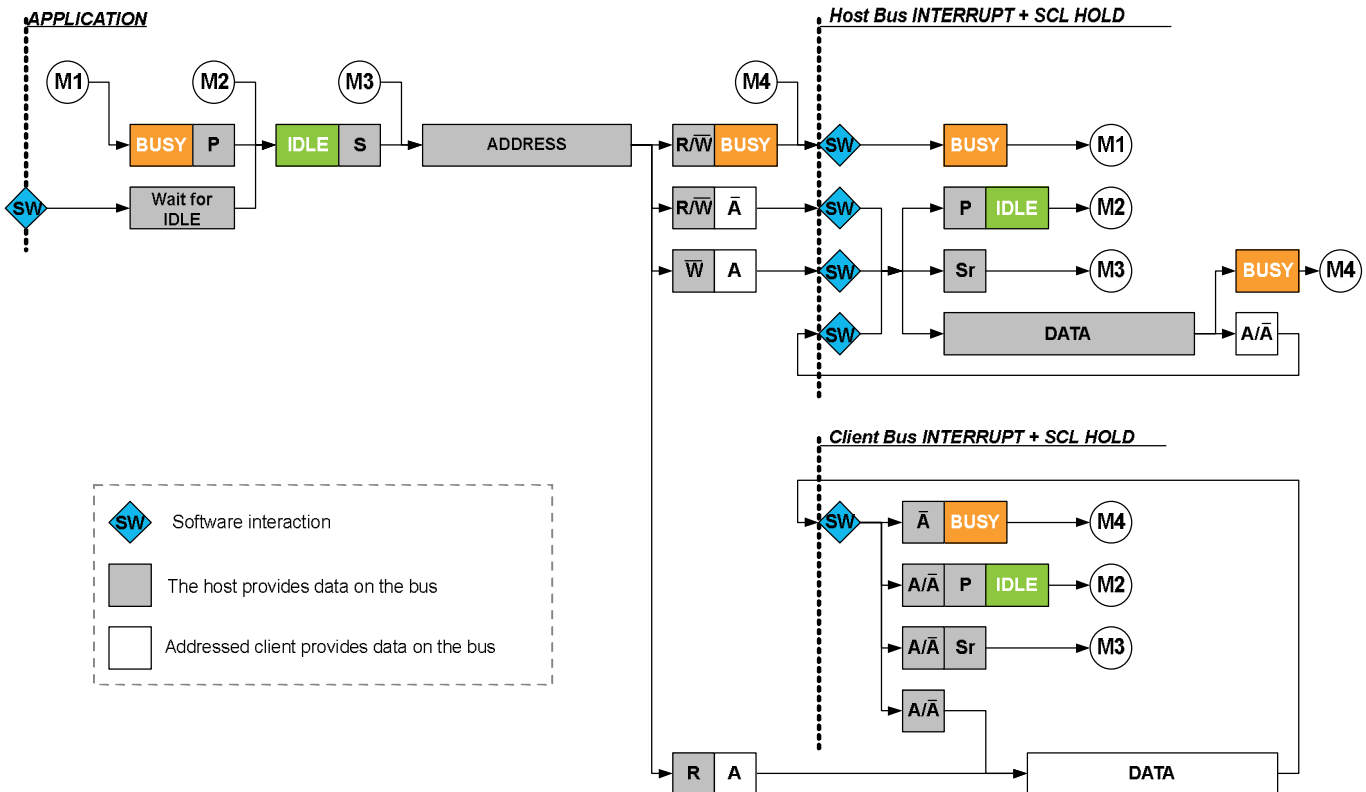 APPLICATION
Host Bus INTERRUPT + SCL HOLD
M1
M2
M3
M4
BUSY P
IDLE S
ADDRESS
R/W̅ BUSY
SW
BUSY
M1
SW
Wait for
IDLE
R/W̅ A̅
SW
P IDLE
M2
W̅ A
SW
Sr
M3
BUSY
M4
SW
DATA
A/A̅
Client Bus INTERRUPT + SCL HOLD
SW
A̅ BUSY
M4
A/A̅ P IDLE
M2
A/A̅ Sr
M3
A/A̅
R A
DATA
SW Software interaction
The host provides data on the bus
Addressed client provides data on the bus